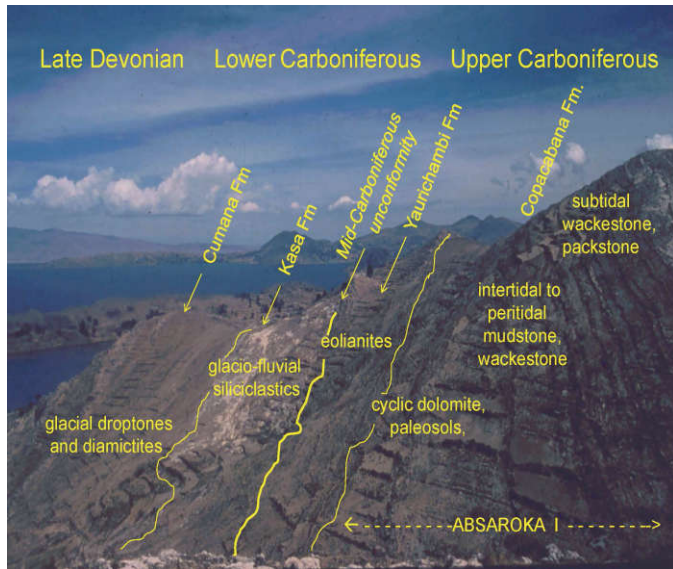 Late Devonian
Lower Carboniferous
Upper Carboniferous
Cumana Fm
Kasa Fm
Mid-Carboniferous
unconformity
Yaurichambi Fm
Copacabana Fm.
subtidal
wackestone,
packstone
intertidal to
peritidal
mudstone,
wackestone
eolianites
glacio-fluvial
siliciclastics
glacial droptones
and diamictites
cyclic dolomite,
paleosols,
ABSAROKA I